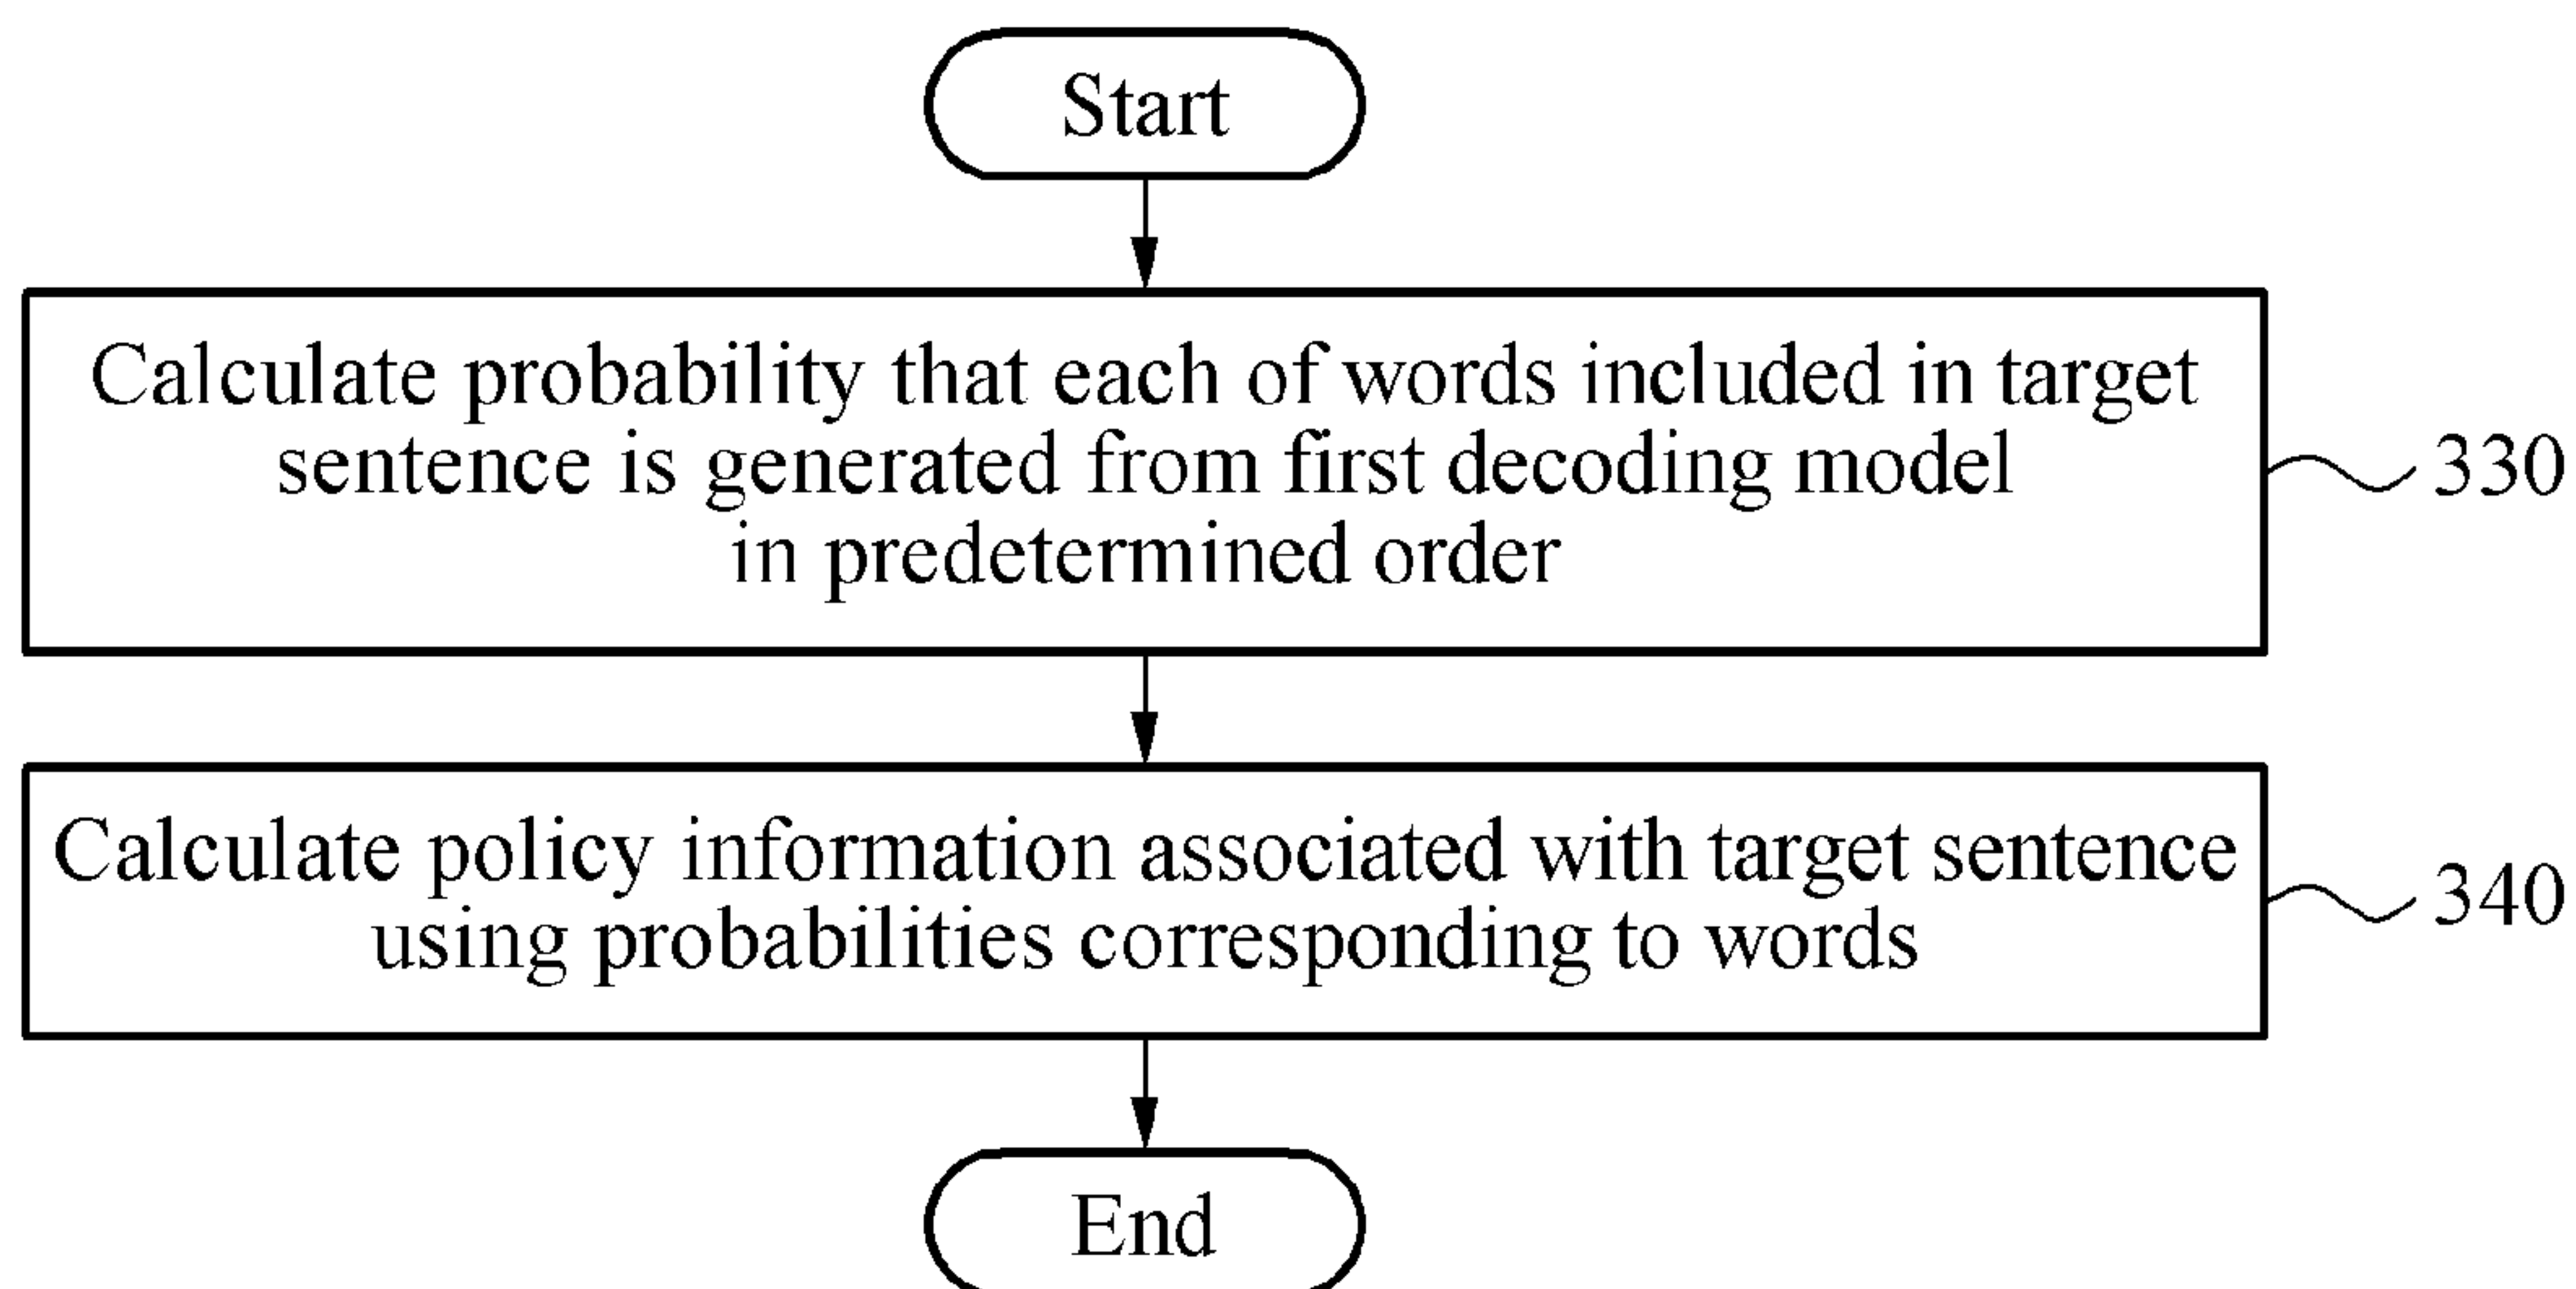 Start
Calculate probability that each of words included in target
sentence is generated from first decoding model
in predetermined order
330
Calculate policy information associated with target sentence
using probabilities corresponding to words
340
End